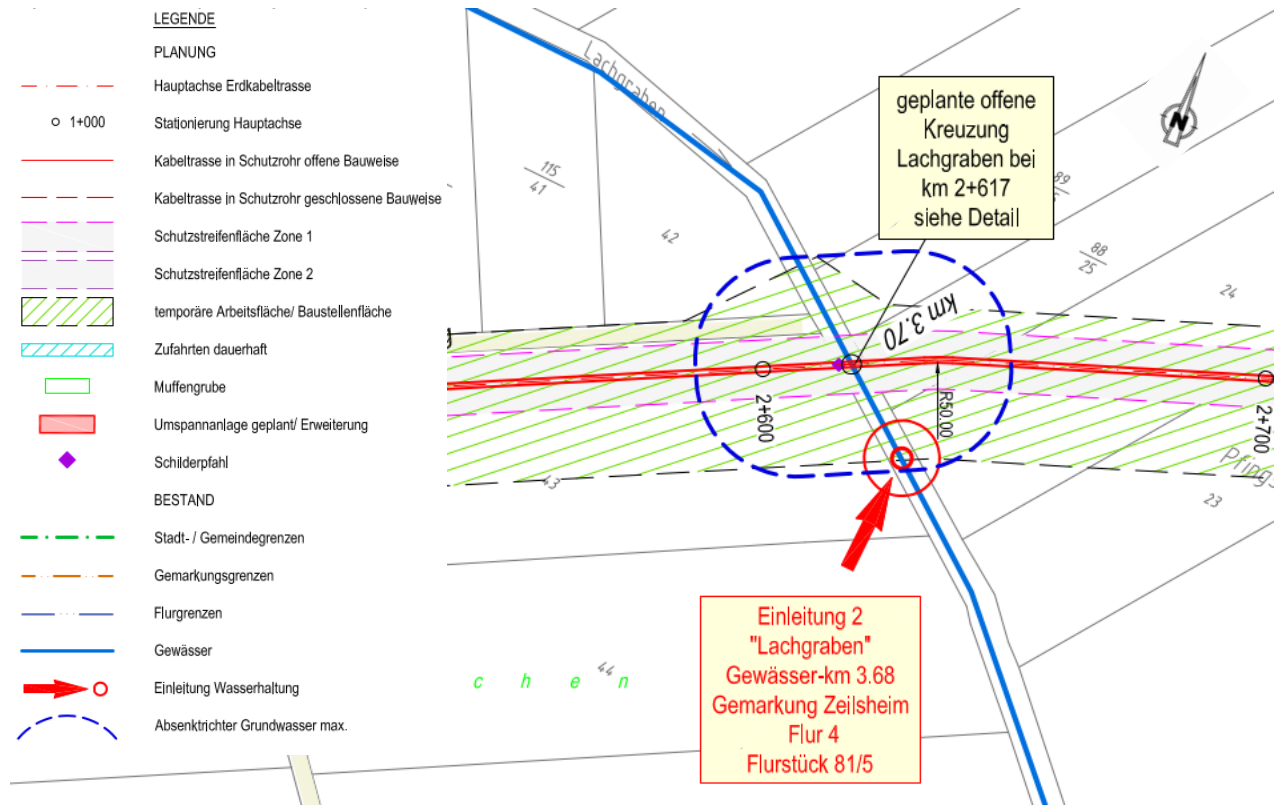 LEGENDE
PLANUNG
Hauptachse Erdkabeltrasse
1+000
Stationierung Hauptachse
Kabeltrasse in Schutzrohr offene Bauweise
Kabeltrasse in Schutzrohr geschlossene Bauweise
Schutzstreifenfläche Zone 1
Schutzstreifenfläche Zone 2
temporäre Arbeitsfläche/ Baustellenfläche
Zufahrten dauerhaft
Muffengrube
Umspannanlage geplant/ Erweiterung
Schilderpfahl
BESTAND
Stadt- / Gemeindegrenzen
Gemarkungsgrenzen
Flurgrenzen
Gewässer
Einleitung Wasserhaltung
Absenktrichter Grundwasser max.
Lachgraben
geplante offene
Kreuzung
Lachgraben bei
km 2+617
siehe Detail
N
115
41
42
89
88
25
24
km 3.70
2+600
R50.00
2+700
43
23
44
c h e n
Einleitung 2
"Lachgraben"
Gewässer-km 3.68
Gemarkung Zeilsheim
Flur 4
Flurstück 81/5